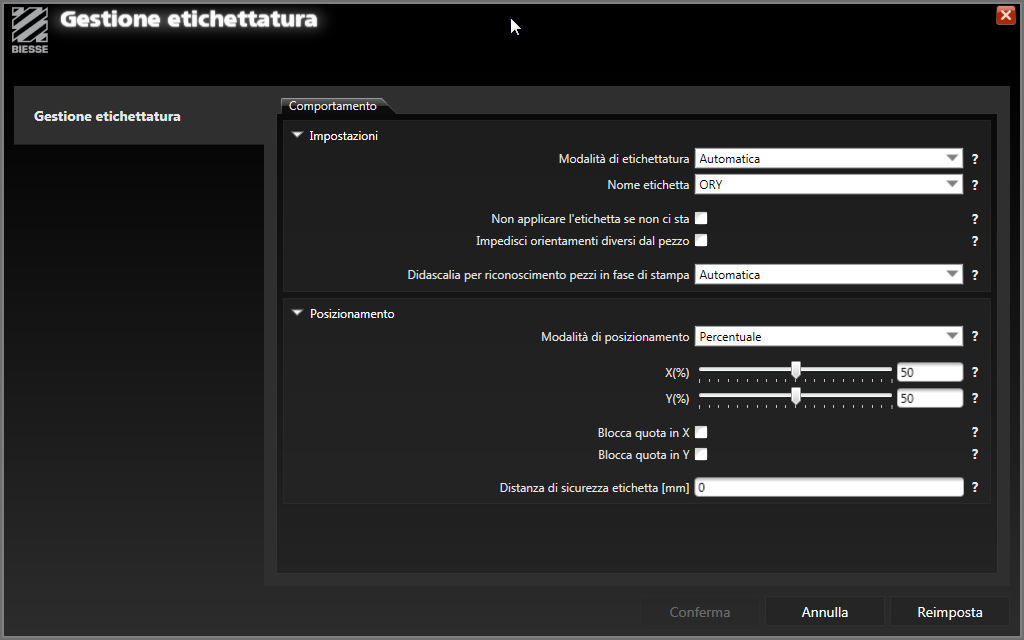 Gestione etichettatura
BIESSE
Gestione etichettatura
Comportamento
Impostazioni
Modalità di etichettatura Automatica ?
Nome etichetta ORY ?
Non applicare l'etichetta se non ci sta ?
Impedisci orientamenti diversi dal pezzo ?
Didascalia per riconoscimento pezzi in fase di stampa Automatica ?
Posizionamento
Modalità di posizionamento Percentuale ?
X(%) 50 ?
Y(%) 50 ?
Blocca quota in X ?
Blocca quota in Y ?
Distanza di sicurezza etichetta [mm] 0 ?
Conferma Annulla Reimposta